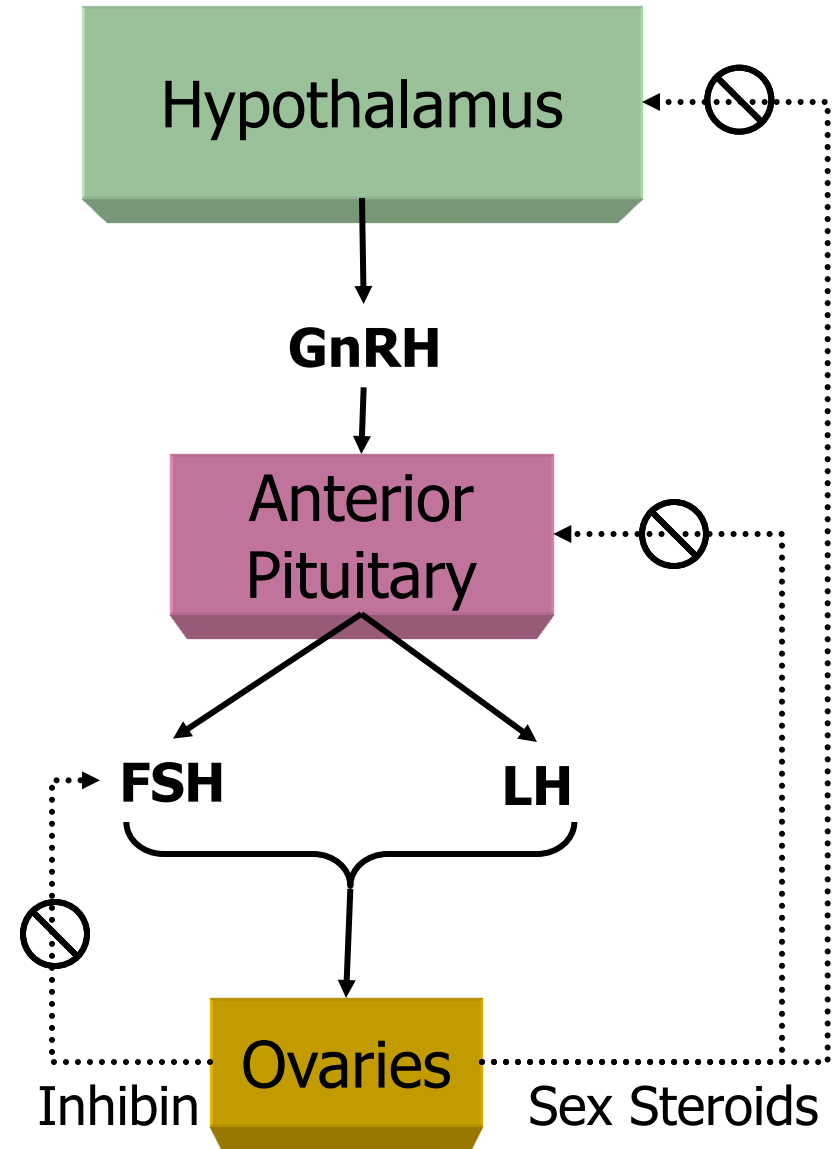 Hypothalamus
GnRH
Anterior
Pituitary
FSH
LH
Ovaries
Inhibin
Sex Steroids